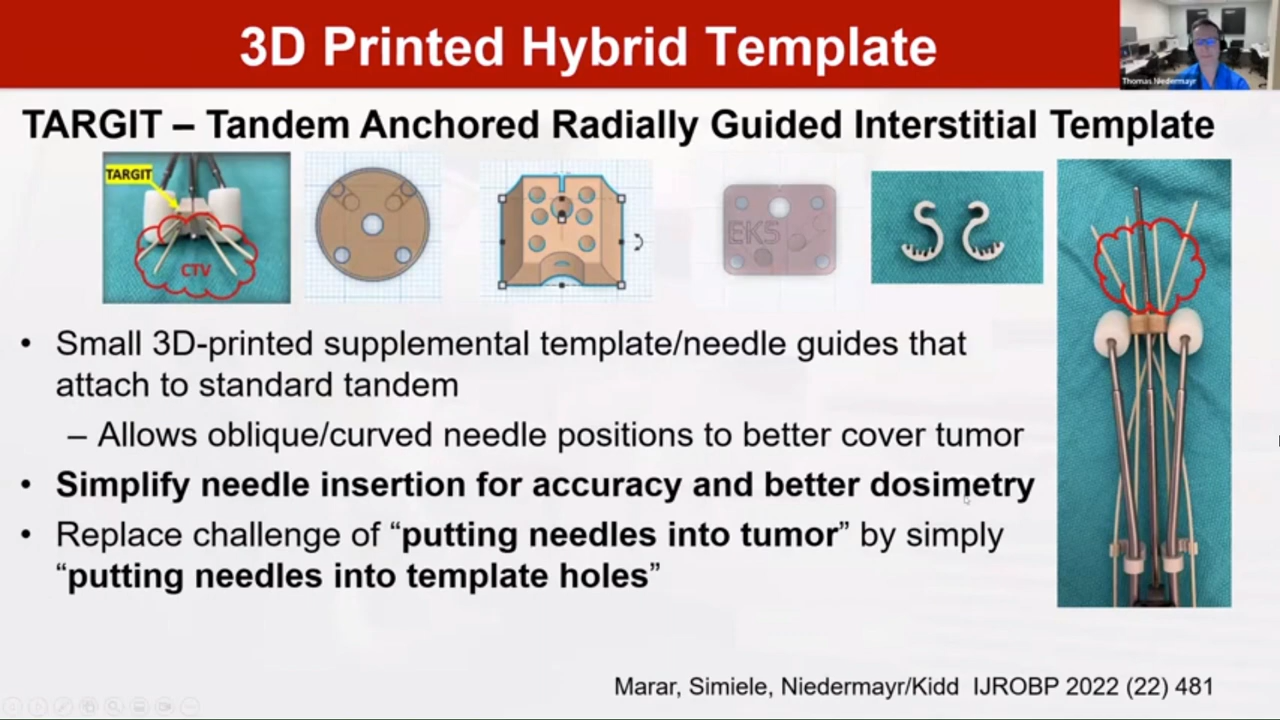 3D Printed Hybrid Template
Thomas Niedermayr
TARGIT – Tandem Anchored Radially Guided Interstitial Template
TARGIT
CTV
EKS
• Small 3D-printed supplemental template/needle guides that
attach to standard tandem
– Allows oblique/curved needle positions to better cover tumor
• Simplify needle insertion for accuracy and better dosimetry
• Replace challenge of “putting needles into tumor” by simply
“putting needles into template holes”
Marar, Simiele, Niedermayr/Kidd IJROBP 2022 (22) 481